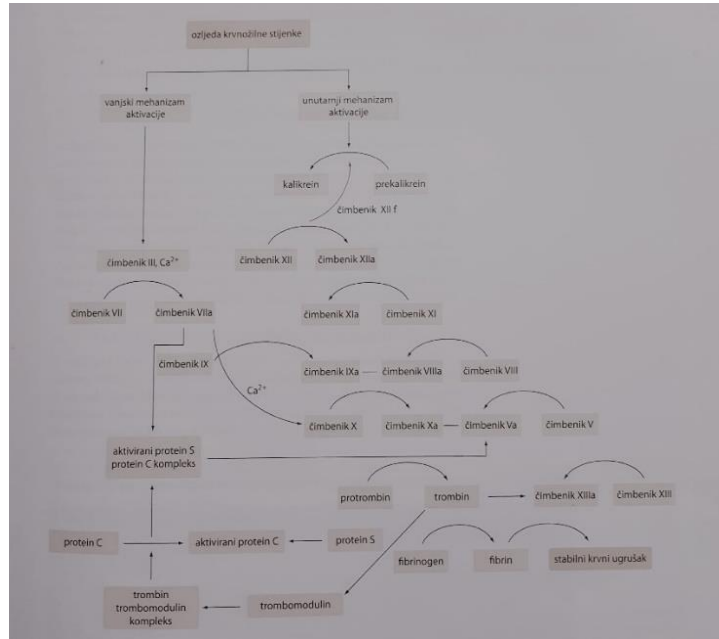 ozljeda krvnožilne stijenke
vanjski mehanizam
aktivacije
unutarnji mehanizam
aktivacije
kalikrein
prekalikrein
čimbenik XII f
čimbenik III, Ca²⁺
čimbenik XII
čimbenik XIIa
čimbenik VII
čimbenik VIIa
čimbenik XIa
čimbenik XI
čimbenik IX
čimbenik IXa
čimbenik VIIIa
čimbenik VIII
Ca²⁺
čimbenik X
čimbenik Xa
čimbenik Va
čimbenik V
aktivirani protein S
protein C kompleks
protrombin
trombin
čimbenik XIIIa
čimbenik XIII
protein C
aktivirani protein C
protein S
fibrinogen
fibrin
stabilni krvni ugrušak
trombin
trombomodulin
kompleks
trombomodulin